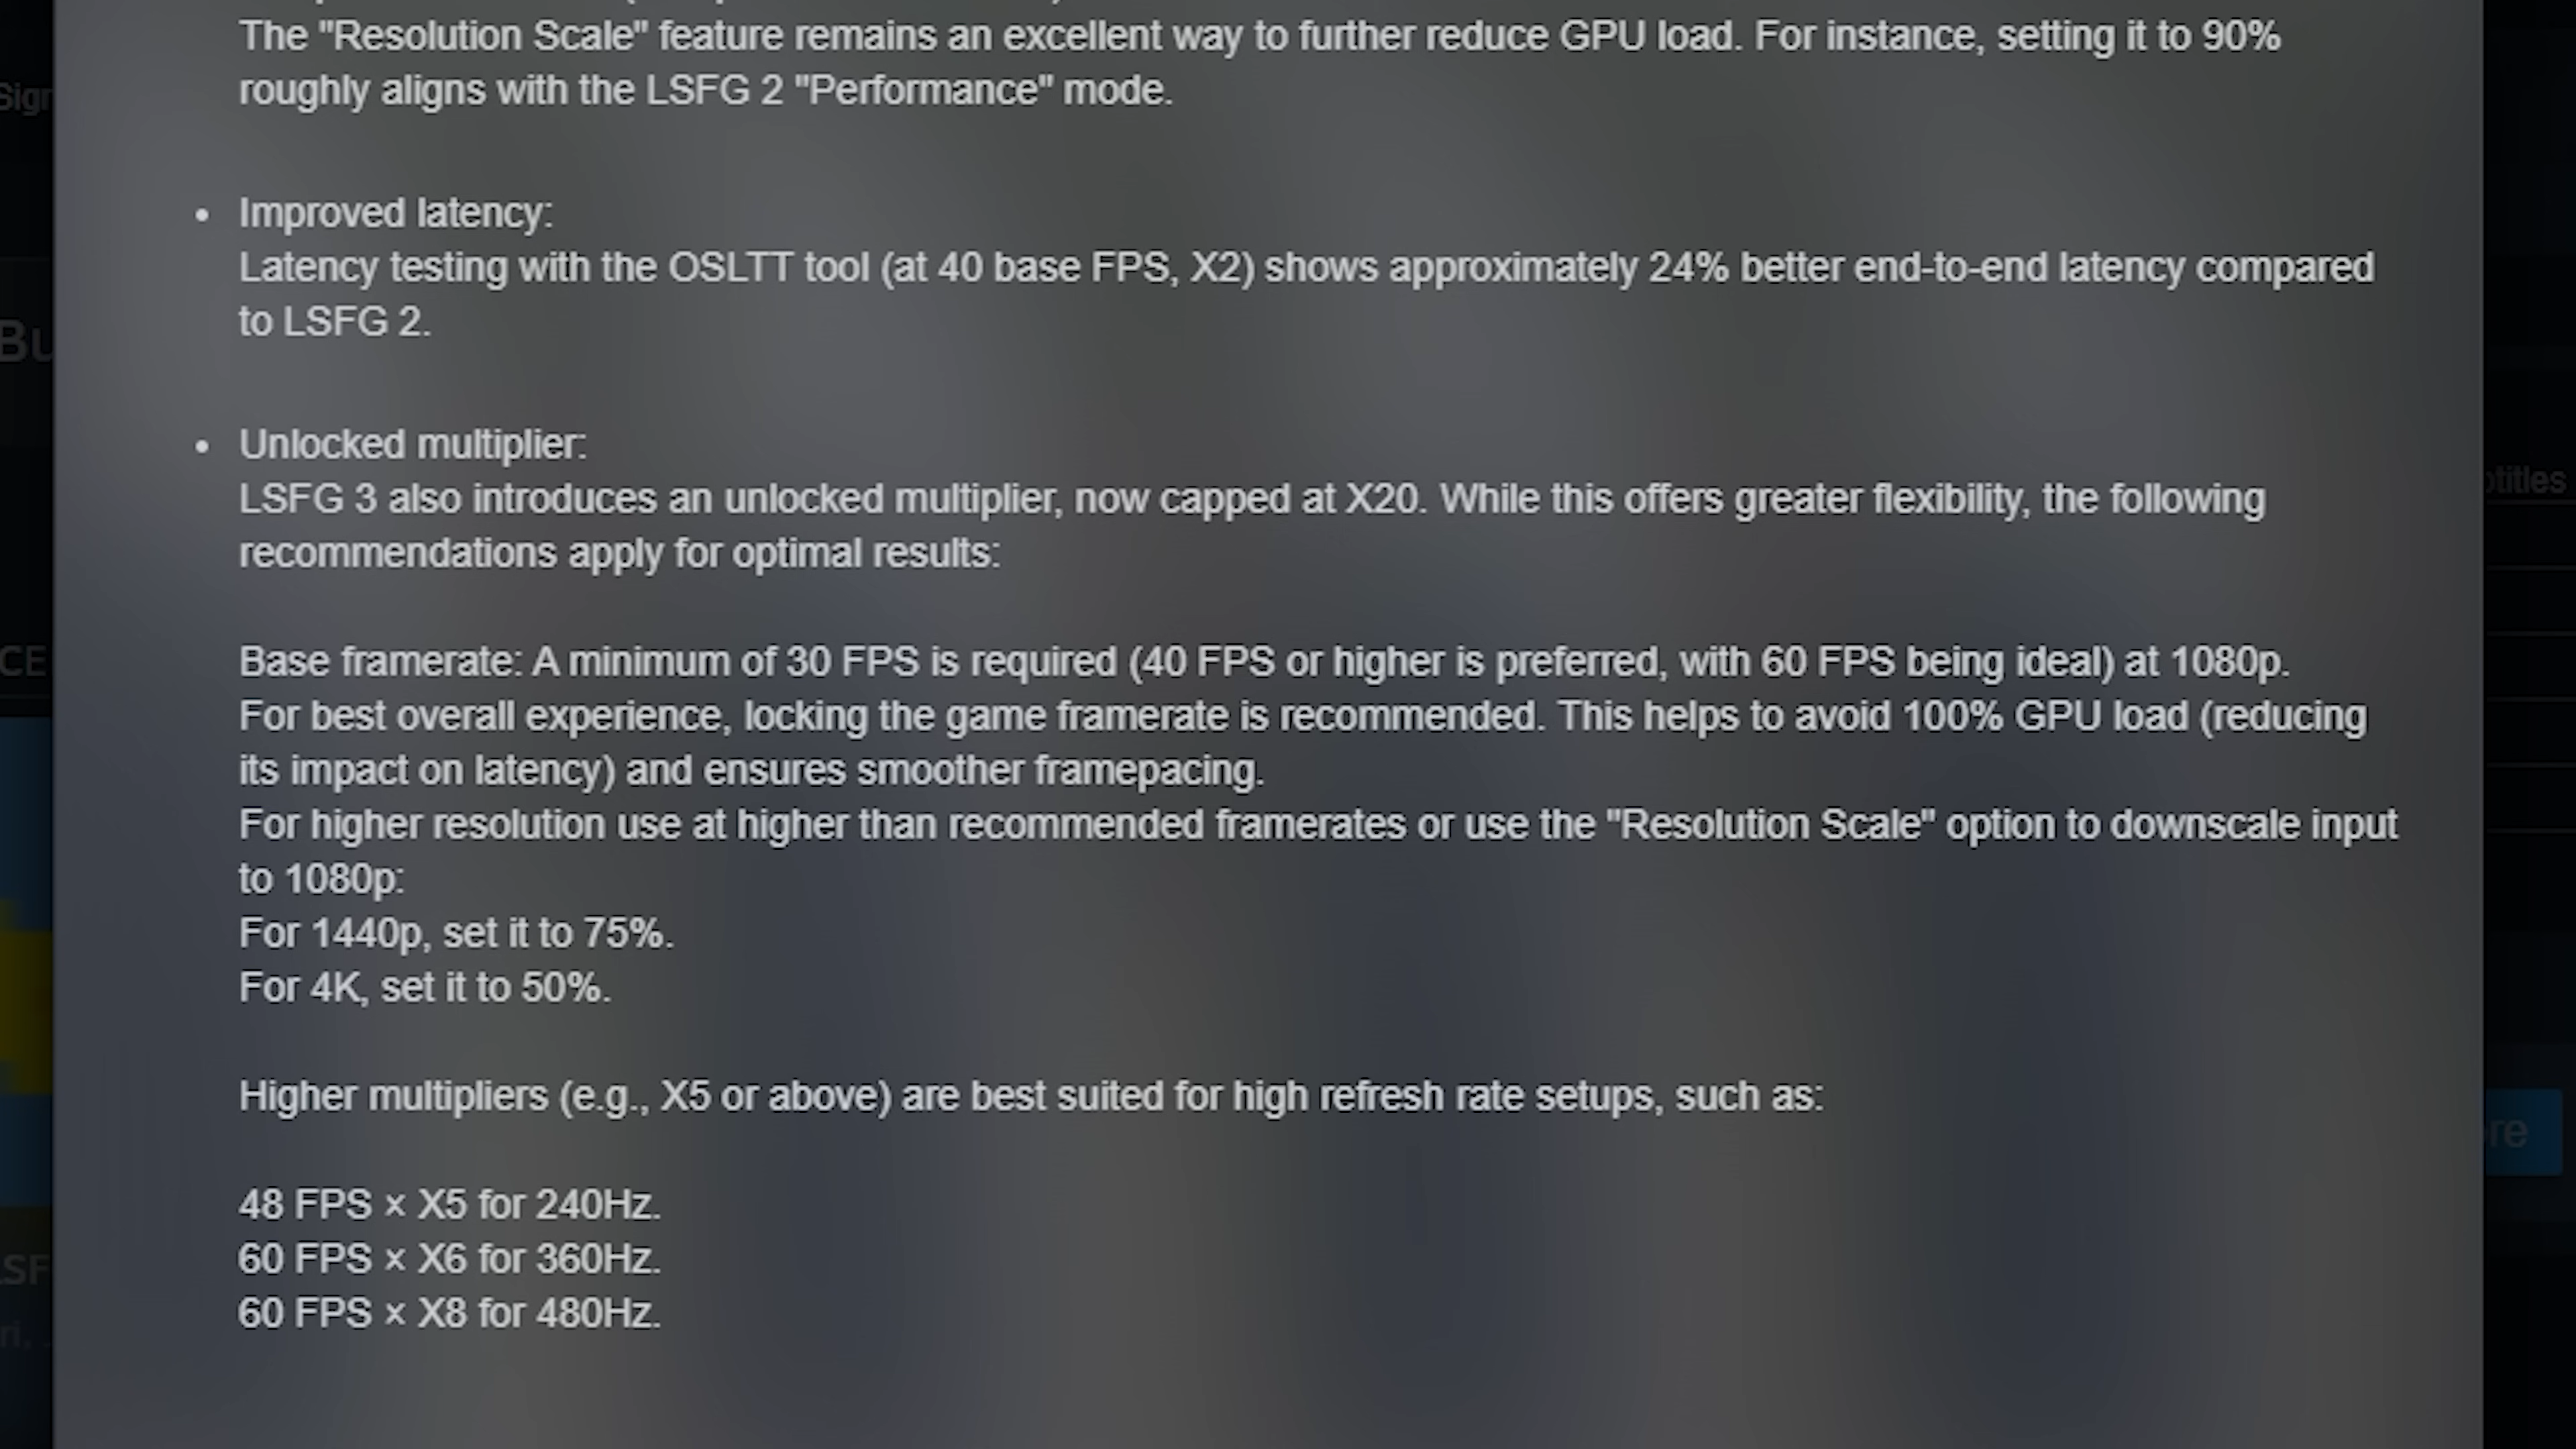 The "Resolution Scale" feature remains an excellent way to further reduce GPU load. For instance, setting it to 90%
roughly aligns with the LSFG 2 "Performance" mode.
Sign
Improved latency:
Latency testing with the OSLTT tool (at 40 base FPS, X2) shows approximately 24% better end-to-end latency compared
to LSFG 2.
Bu
Unlocked multiplier:
LSFG 3 also introduces an unlocked multiplier, now capped at X20. While this offers greater flexibility, the following
recommendations apply for optimal results:
Base framerate: A minimum of 30 FPS is required (40 FPS or higher is preferred, with 60 FPS being ideal) at 1080p.
For best overall experience, locking the game framerate is recommended. This helps to avoid 100% GPU load (reducing
its impact on latency) and ensures smoother framepacing.
For higher resolution use at higher than recommended framerates or use the "Resolution Scale" option to downscale input
to 1080p:
For 1440p, set it to 75%.
For 4K, set it to 50%.
Higher multipliers (e.g., X5 or above) are best suited for high refresh rate setups, such as:
48 FPS × X5 for 240Hz.
60 FPS × X6 for 360Hz.
60 FPS × X8 for 480Hz.